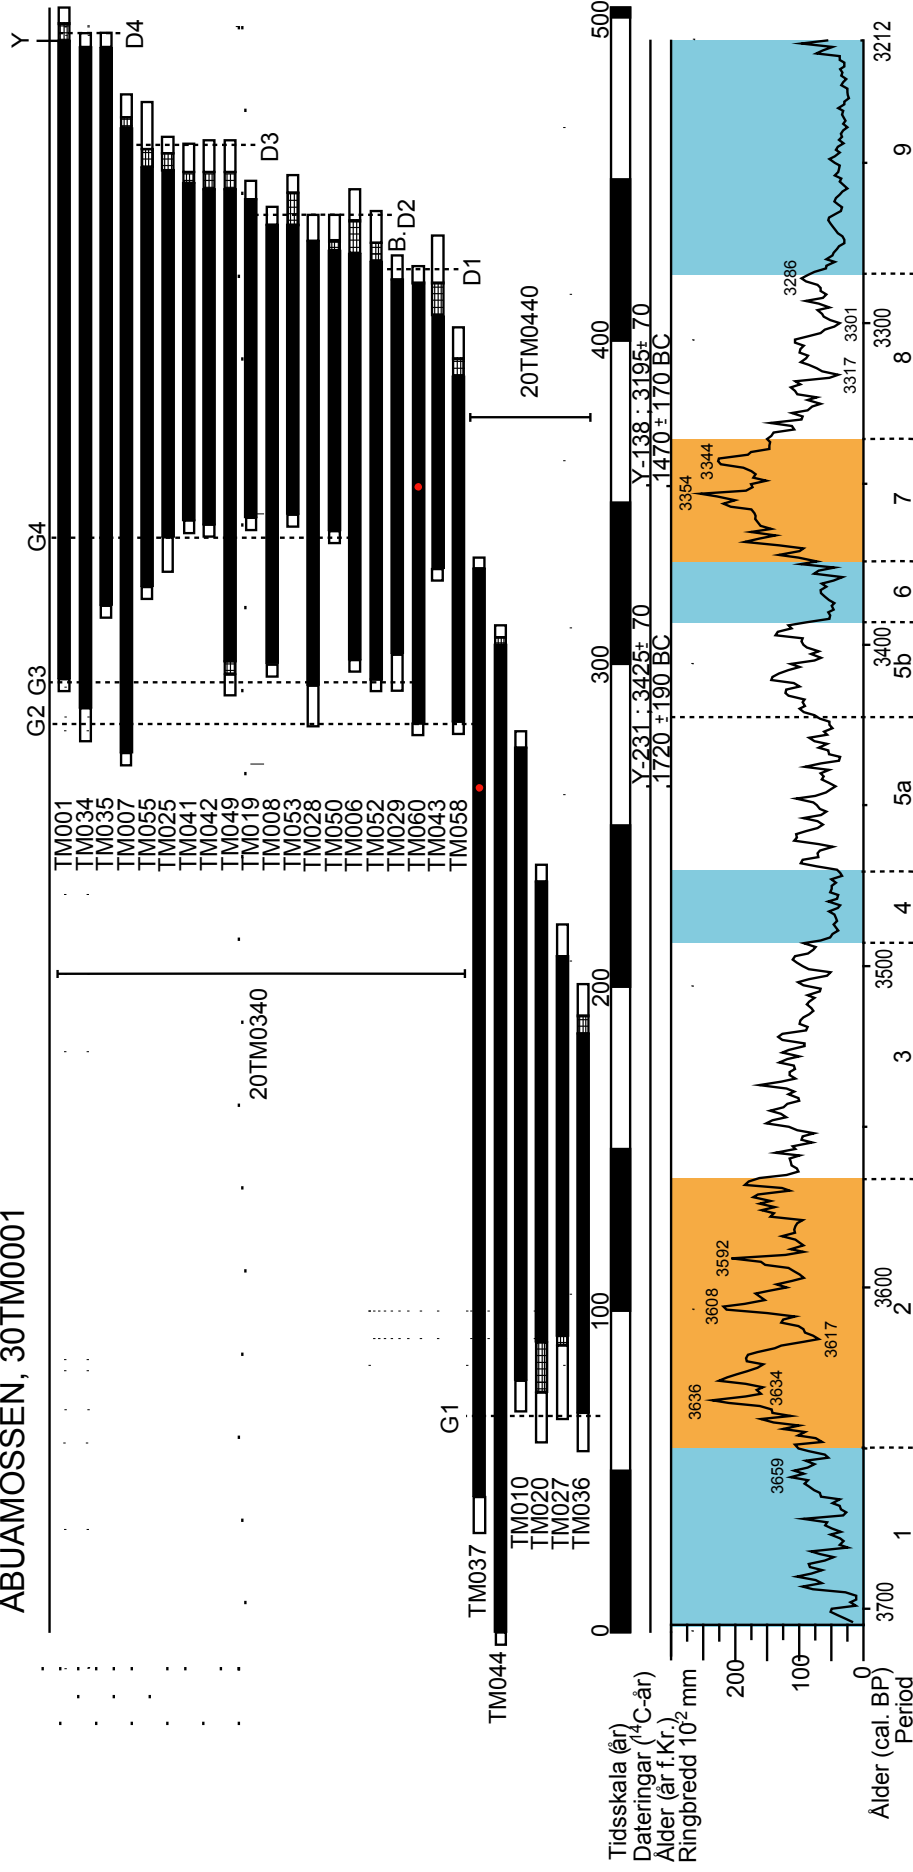 ABUAMOSSEN, 30TM0001
Y
D4
D3
B. D2
D1
G4
G3
G2
G1
TM001
TM034
TM035
TM007
TM055
TM025
TM041
TM042
TM049
TM019
TM008
TM053
TM028
TM050
TM006
TM052
TM029
TM060
TM043
TM058
20TM0340
20TM0440
TM037
TM044
TM010
TM020
TM027
TM036
Tidsskala (år)
0 100 200 300 400 500
Dateringar (14C-år)
Y-231 : 3425± 70 Y-138 : 3195± 70
Ålder (år f.Kr.)
1720 ±190 BC 1470 ± 170 BC
Ringbredd 10-2 mm
200
100
0
3659 3636 3634 3617 3608 3592 3354 3344 3317 3301 3286
Ålder (cal. BP)
3700 3600 3500 3400 3300 3212
Period
1 2 3 4 5a 5b 6 7 8 9